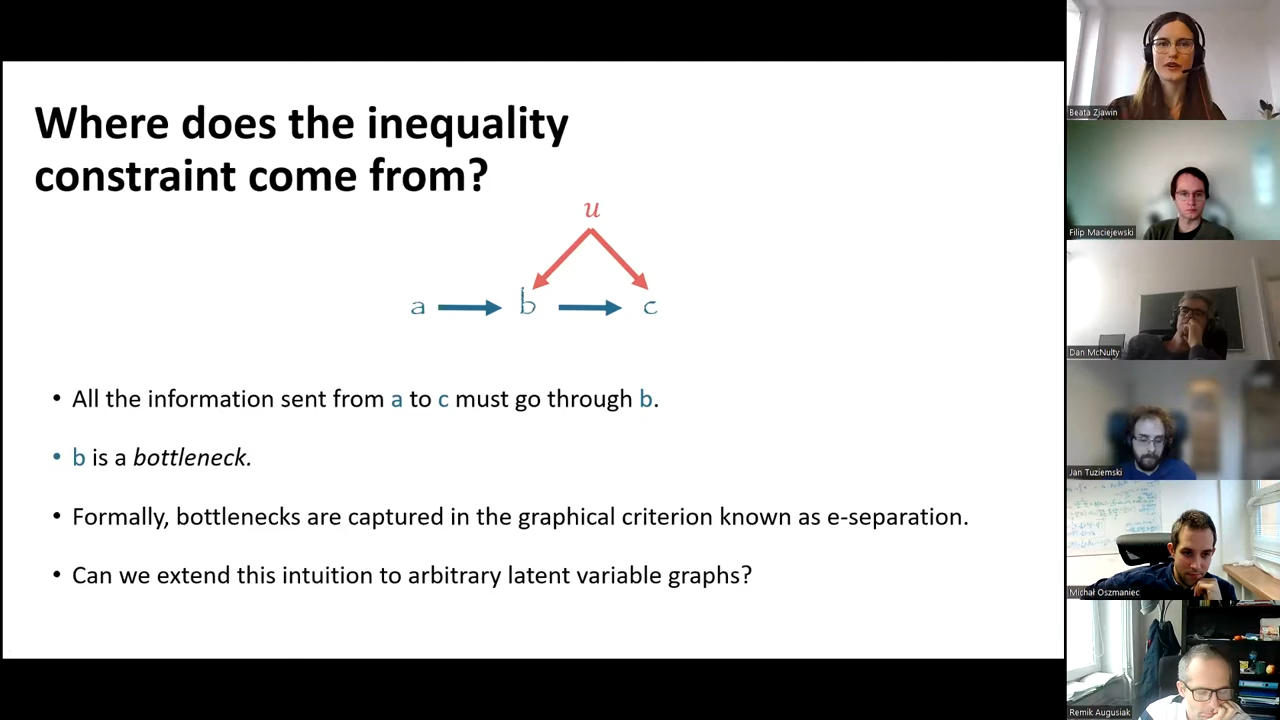 Where does the inequality
constraint come from?
u
a b c
• All the information sent from a to c must go through b.
• b is a bottleneck.
• Formally, bottlenecks are captured in the graphical criterion known as e-separation.
• Can we extend this intuition to arbitrary latent variable graphs?
Beata Zjawin
Filip Maciejewski
Dan McNulty
Jan Tuziemski
Michał Oszmaniec
Remik Augusiak